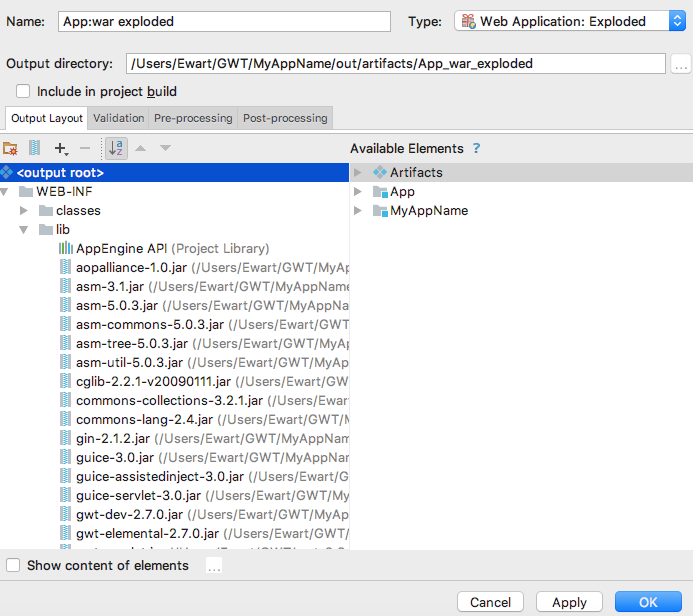 Name: App:war exploded Type: Web Application: Exploded
Output directory: /Users/Ewart/GWT/MyAppName/out/artifacts/App_war_exploded ...
Include in project build
Output Layout Validation Pre-processing Post-processing
Available Elements ?
<output root>
WEB-INF
classes
lib
AppEngine API (Project Library)
aopalliance-1.0.jar (/Users/Ewart/GWT/MyAp
asm-3.1.jar (/Users/Ewart/GWT/MyAppName
asm-5.0.3.jar (/Users/Ewart/GWT/MyAppNa
asm-commons-5.0.3.jar (/Users/Ewart/GWT
asm-tree-5.0.3.jar (/Users/Ewart/GWT/MyAp
asm-util-5.0.3.jar (/Users/Ewart/GWT/MyAp
cglib-2.2.1-v20090111.jar (/Users/Ewart/GW
commons-collections-3.2.1.jar (/Users/Ewar
commons-lang-2.4.jar (/Users/Ewart/GWT/M
gin-2.1.2.jar (/Users/Ewart/GWT/MyAppNam
guice-3.0.jar (/Users/Ewart/GWT/MyAppNam
guice-assistedinject-3.0.jar (/Users/Ewart/G
guice-servlet-3.0.jar (/Users/Ewart/GWT/My
gwt-dev-2.7.0.jar (/Users/Ewart/GWT/MyApp
gwt-elemental-2.7.0.jar (/Users/Ewart/GWT/
Artifacts
App
MyAppName
Show content of elements ...
Cancel Apply OK